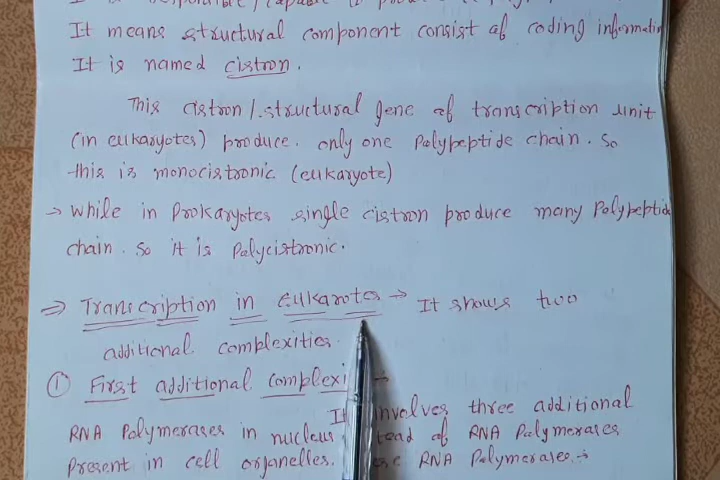 It means structural component consist of coding informatio
It is named cistron.
This cistron/structural gene of transcription unit
(in eukaryotes) produce. only one Polypeptide chain. So
this is monocistronic (eukaryote)
→ while in Prokaryotes single cistron produce many Polypeptide
chain. So it is Polycistronic.
⇒ Transcription in Eukarotes → It shows two
additional complexities.
① First additional complexi
It involves three additional
RNA Polymerases in nucleus of RNA Polymerases
Present in cell organelles. RNA Polymerases :-